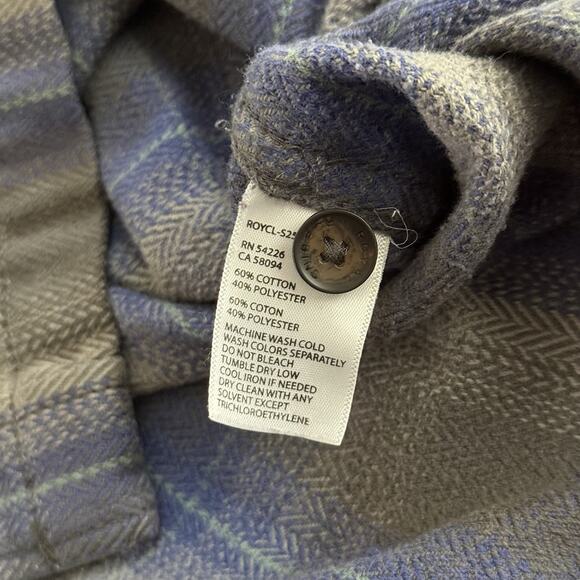 ROYCL-S25
RN 54226
CA 58094
60% COTTON
40% POLYESTER
60% COTON
40% POLYESTER
MACHINE WASH COLD
WASH COLORS SEPARATELY
DO NOT BLEACH
TUMBLE DRY LOW
COOL IRON IF NEEDED
DRY CLEAN WITH ANY
SOLVENT EXCEPT
TRICHLOROETHYLENE